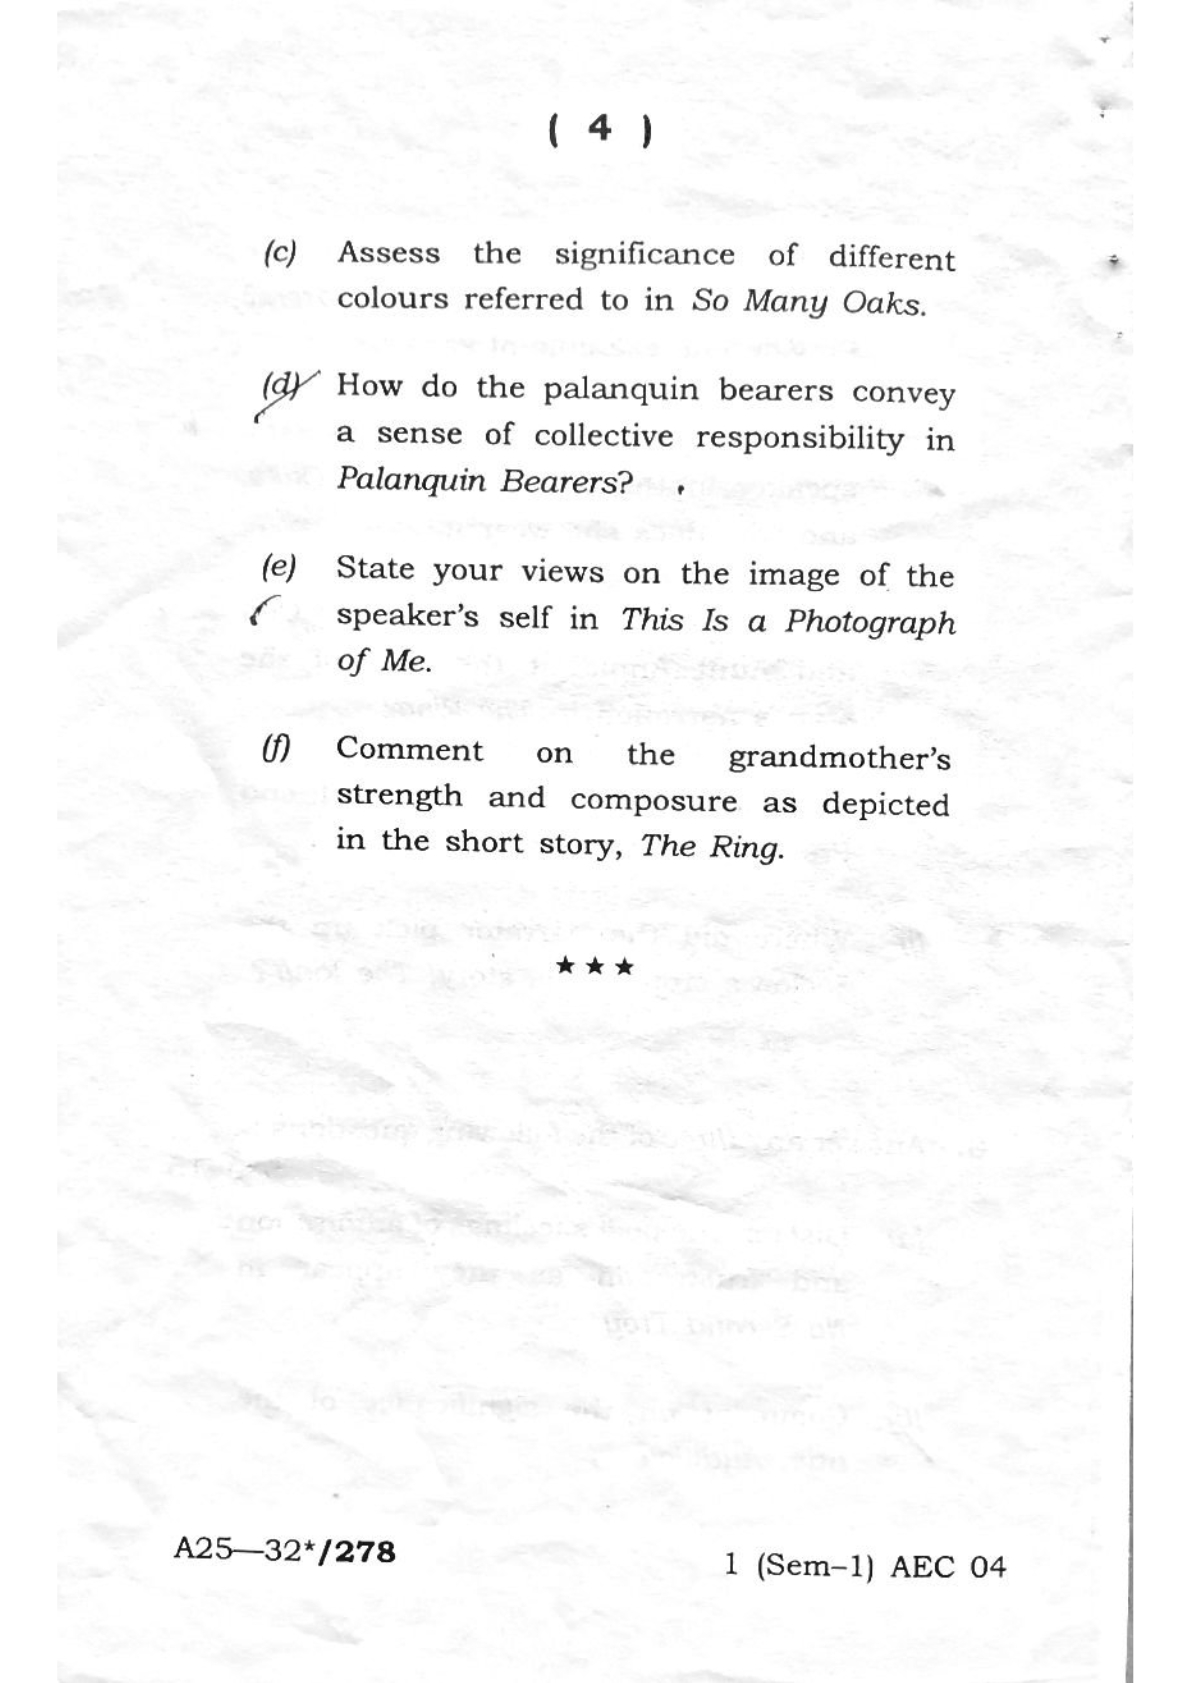 ( 4 )
(c) Assess the significance of different
colours referred to in So Many Oaks.
(d) How do the palanquin bearers convey
a sense of collective responsibility in
Palanquin Bearers?
(e) State your views on the image of the
speaker's self in This Is a Photograph
of Me.
(f) Comment on the grandmother's
strength and composure as depicted
in the short story, The Ring.
★ ★ ★
A25—32*/278
1 (Sem–1) AEC 04